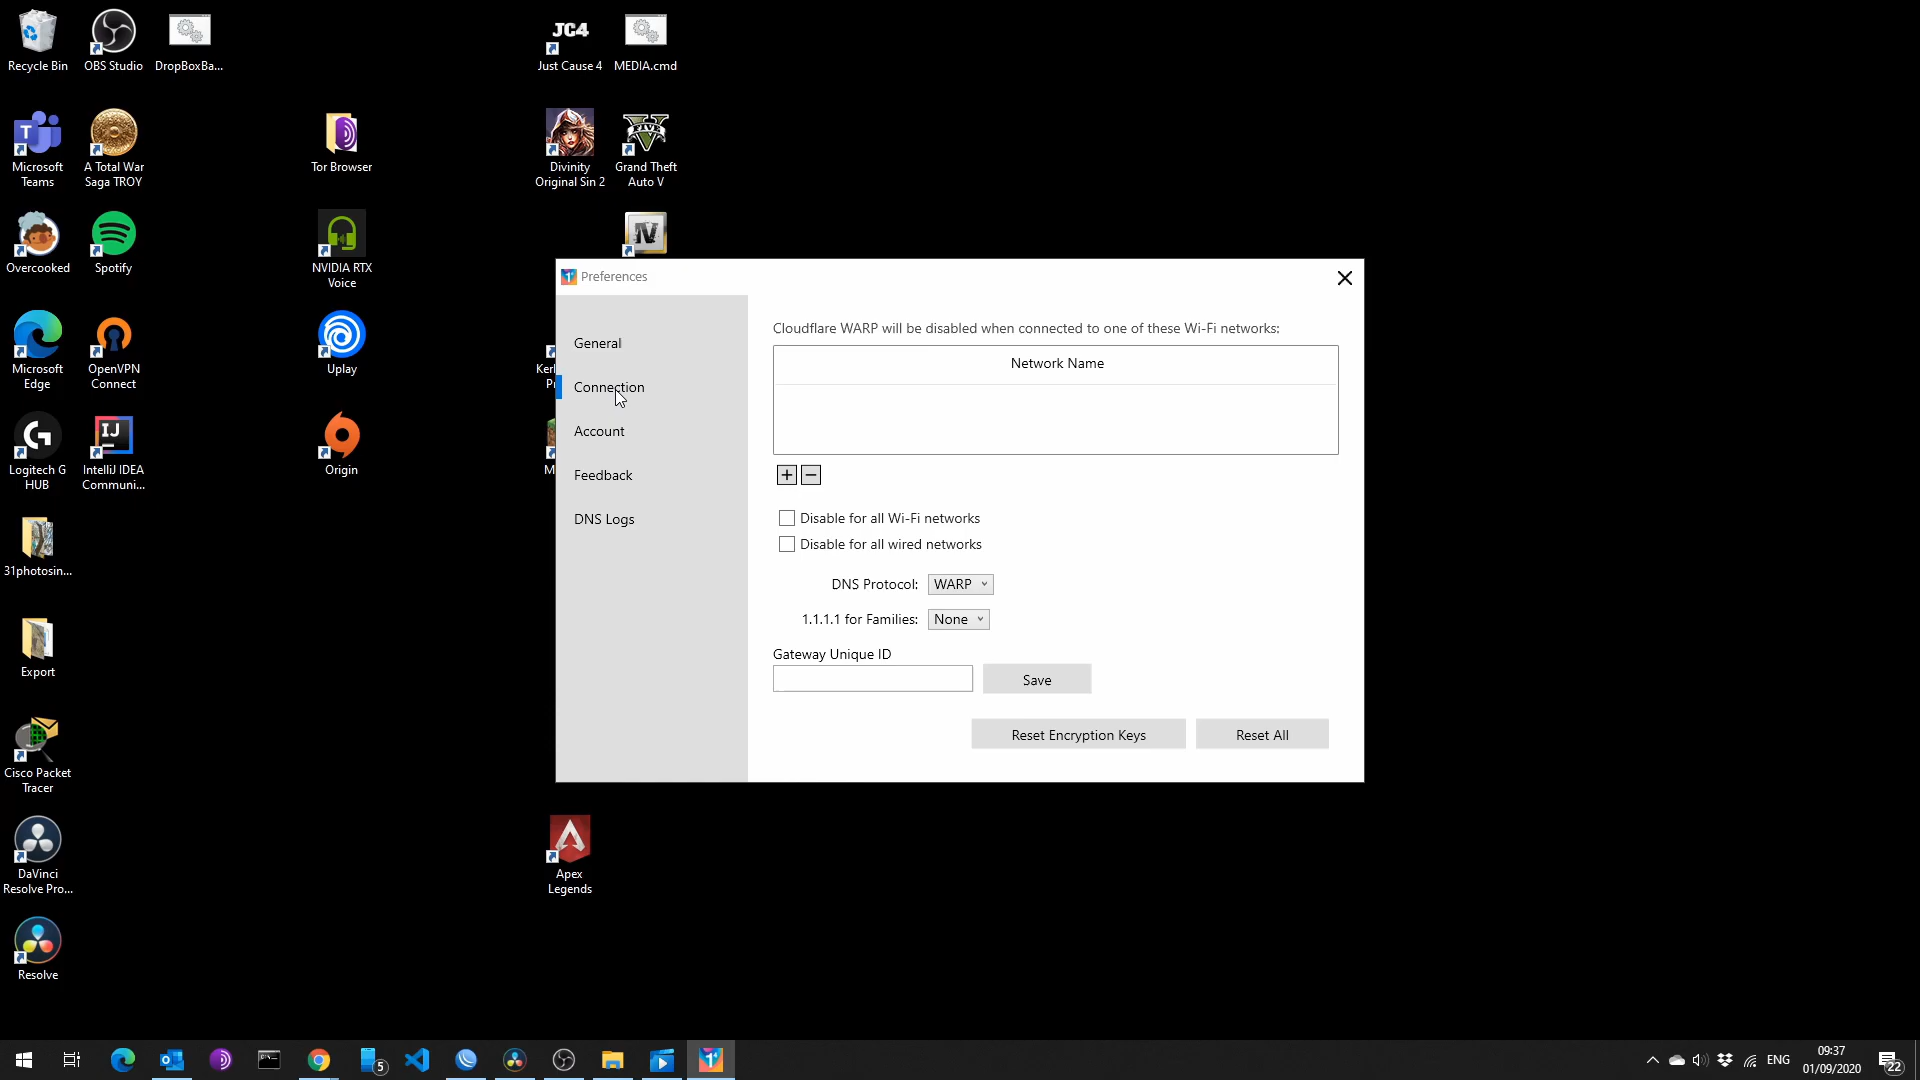 Recycle Bin
OBS Studio
DropBoxBa...
JC4
Just Cause 4
MEDIA.cmd
Microsoft
Teams
A Total War
Saga TROY
Tor Browser
Divinity
Original Sin 2
FIVE
Grand Theft
Auto V
Overcooked
Spotify
NVIDIA RTX
Voice
IV
Microsoft
Edge
OpenVPN
Connect
Uplay
Logitech G
HUB
IJ
IntelliJ IDEA
Communi...
Origin
31photosin...
Export
Cisco Packet
Tracer
DaVinci
Resolve Pro...
Apex
Legends
Resolve
Preferences
General
Connection
Account
Feedback
DNS Logs
Cloudflare WARP will be disabled when connected to one of these Wi-Fi networks:
Network Name
Disable for all Wi-Fi networks
Disable for all wired networks
DNS Protocol: WARP
1.1.1.1 for Families: None
Gateway Unique ID
Save
Reset Encryption Keys
Reset All
5
ENG
09:37
01/09/2020
22